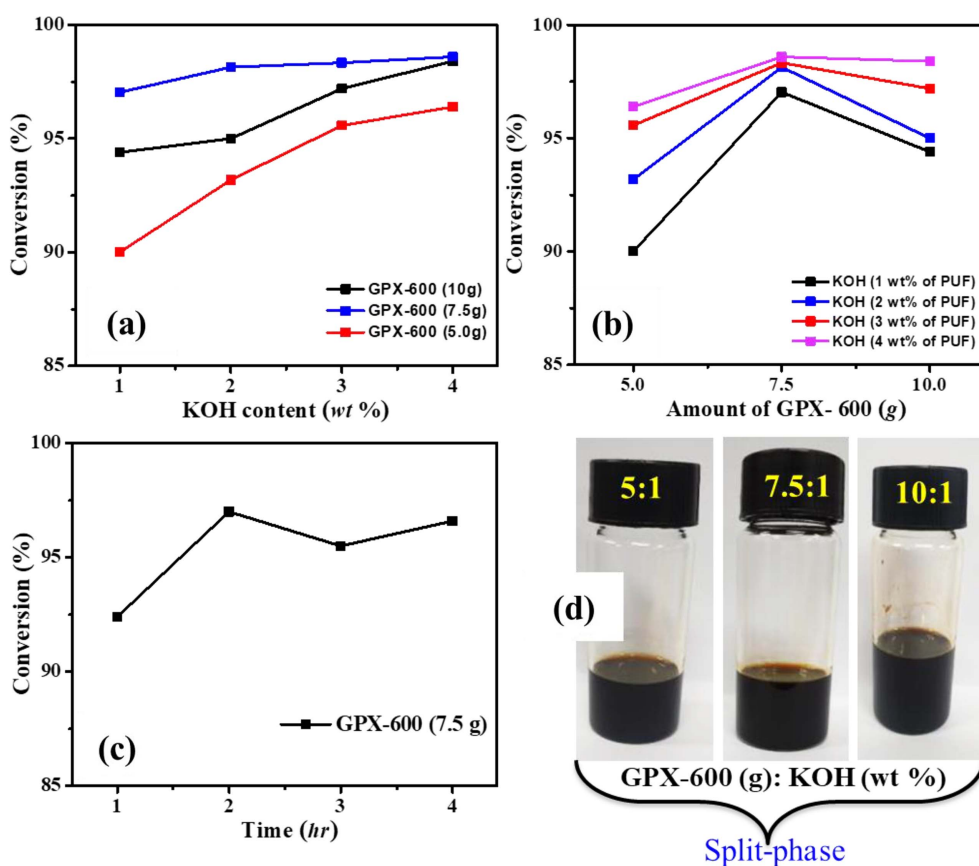 (a)
Conversion (%)
100
95
90
85
GPX-600 (10g)
GPX-600 (7.5g)
GPX-600 (5.0g)
1 2 3 4
KOH content (wt %)
(b)
Conversion (%)
100
95
90
85
KOH (1 wt% of PUF)
KOH (2 wt% of PUF)
KOH (3 wt% of PUF)
KOH (4 wt% of PUF)
5.0 7.5 10.0
Amount of GPX- 600 (g)
(c)
Conversion (%)
100
95
90
85
GPX-600 (7.5 g)
1 2 3 4
Time (hr)
(d)
5:1
7.5:1
10:1
GPX-600 (g): KOH (wt %)
Split-phase